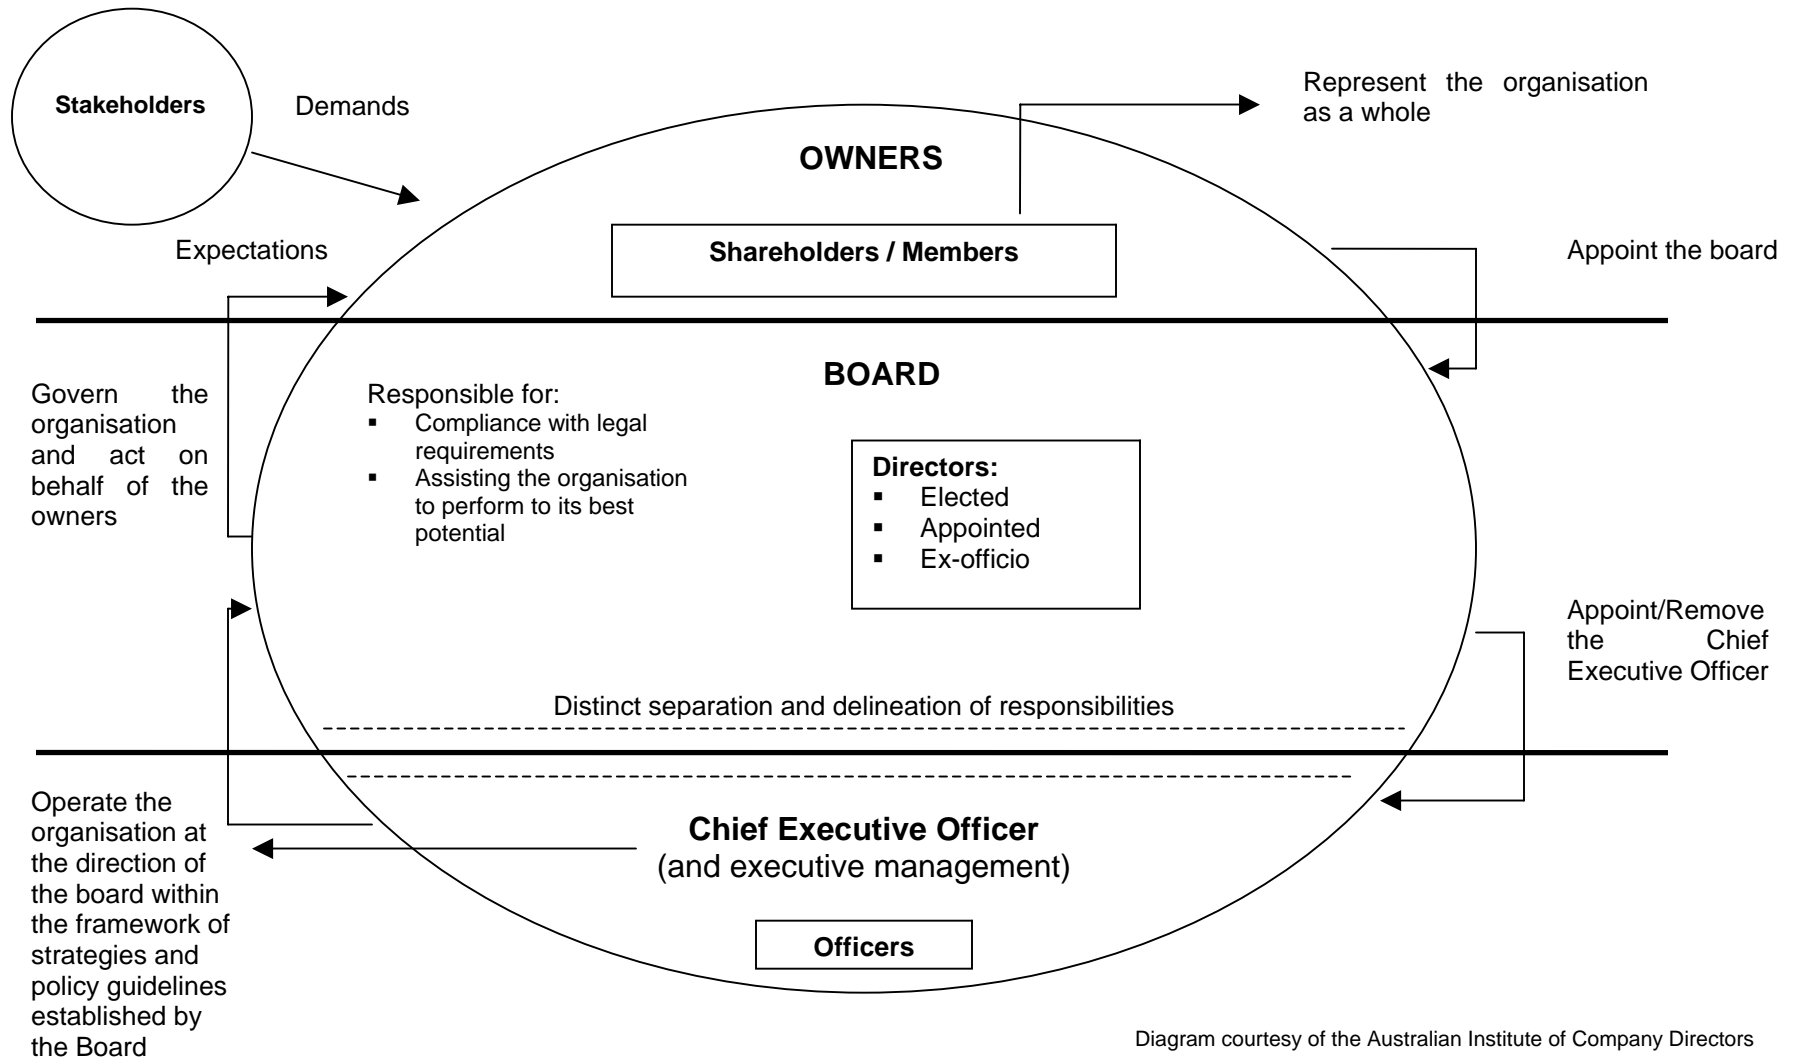 Stakeholders
Demands
Represent the organisation
as a whole
OWNERS
Expectations
Shareholders / Members
Appoint the board
BOARD
Govern the
organisation
and act on
behalf of the
owners
Responsible for:
▪ Compliance with legal
requirements
▪ Assisting the organisation
to perform to its best
potential
Directors:
▪ Elected
▪ Appointed
▪ Ex-officio
Appoint/Remove
the Chief
Executive Officer
Distinct separation and delineation of responsibilities
Operate the
organisation at
the direction of
the board within
the framework of
strategies and
policy guidelines
established by
the Board
Chief Executive Officer
(and executive management)
Officers
Diagram courtesy of the Australian Institute of Company Directors